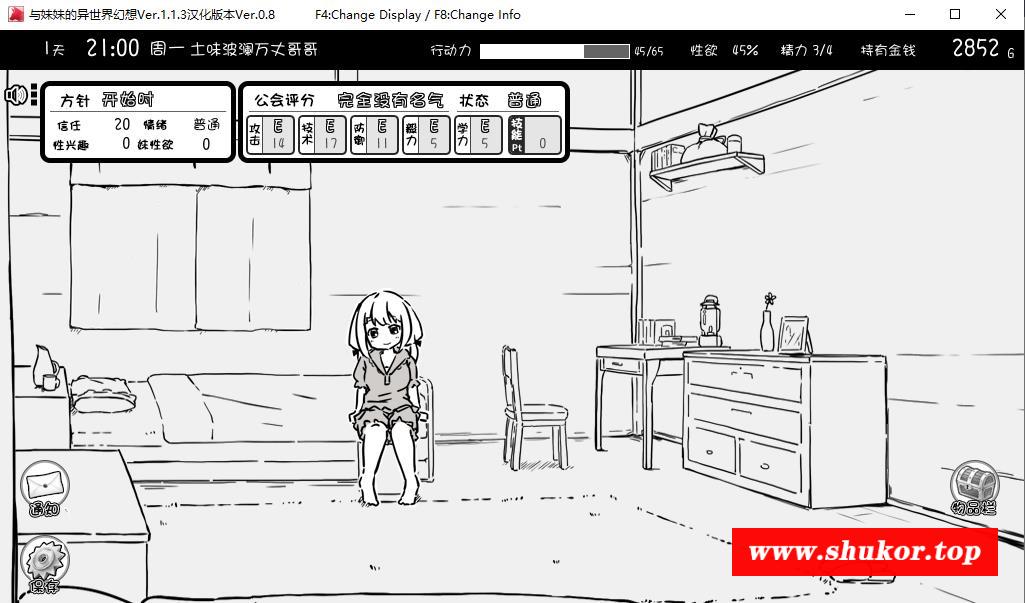 与妹妹的异世界幻想Ver.1.1.3汉化版本Ver.0.8 F4:Change Display / F8:Change Info
1天 21:00 周一 土味波澜万丈哥哥 行动力 45/65 性欲 45% 精力 3/4 持有金钱 2852 G
方针 开始时
信任 20 情绪 普通
性兴趣 0 妹性欲 0
公会评分 完全没有名气 状态 普通
攻击 E 14 技术 E 17 防御 E 11 毅力 E 5 学力 E 5 技能Pt 0
通知
物品栏
保存
www.shukor.top